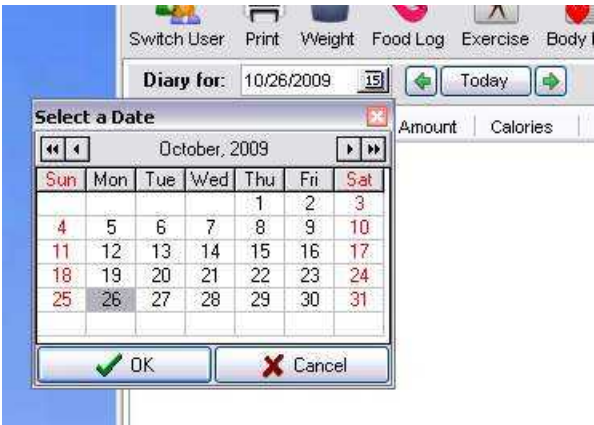 Switch User Print Weight Food Log Exercise Body
Diary for: 10/26/2009 15 Today
Select a Date
Amount Calories
October, 2009
Sun Mon Tue Wed Thu Fri Sat
1 2 3
4 5 6 7 8 9 10
11 12 13 14 15 16 17
18 19 20 21 22 23 24
25 26 27 28 29 30 31
OK Cancel